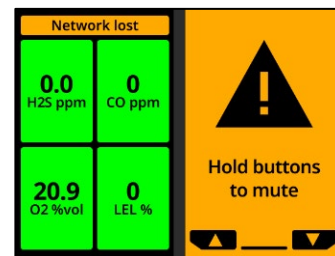 Network lost
0.0
H2S ppm
0
CO ppm
20.9
O2 %vol
0
LEL %
!
Hold buttons
to mute